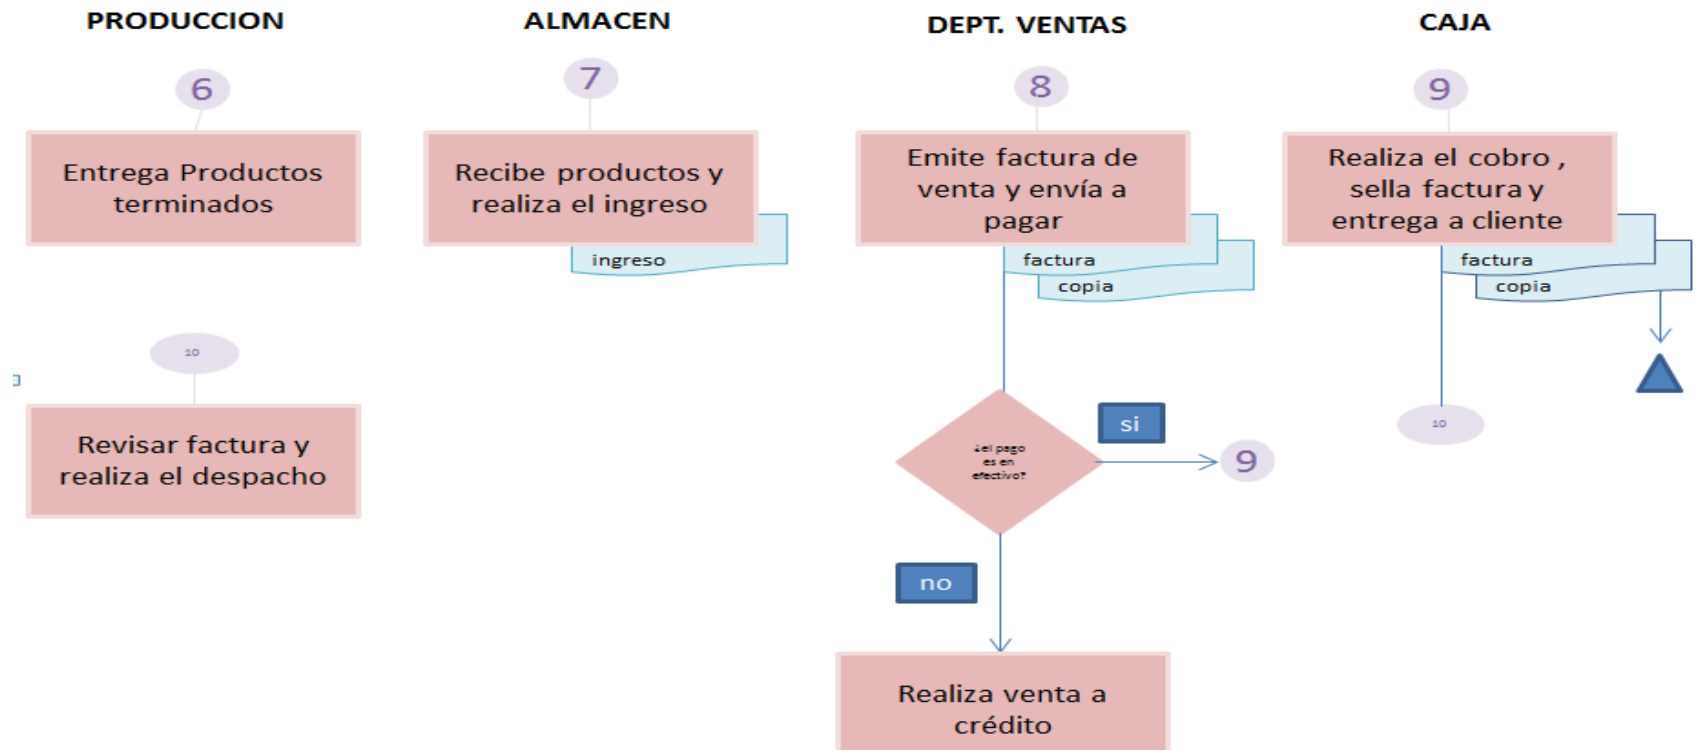 PRODUCCION
ALMACEN
DEPT. VENTAS
CAJA
6
7
8
9
Entrega Productos
terminados
Recibe productos y
realiza el ingreso
ingreso
Emite factura de
venta y envía a
pagar
factura
copia
Realiza el cobro ,
sella factura y
entrega a cliente
factura
copia
10
Revisar factura y
realiza el despacho
¿el pago
es en
efectivo?
si
9
10
no
Realiza venta a
crédito